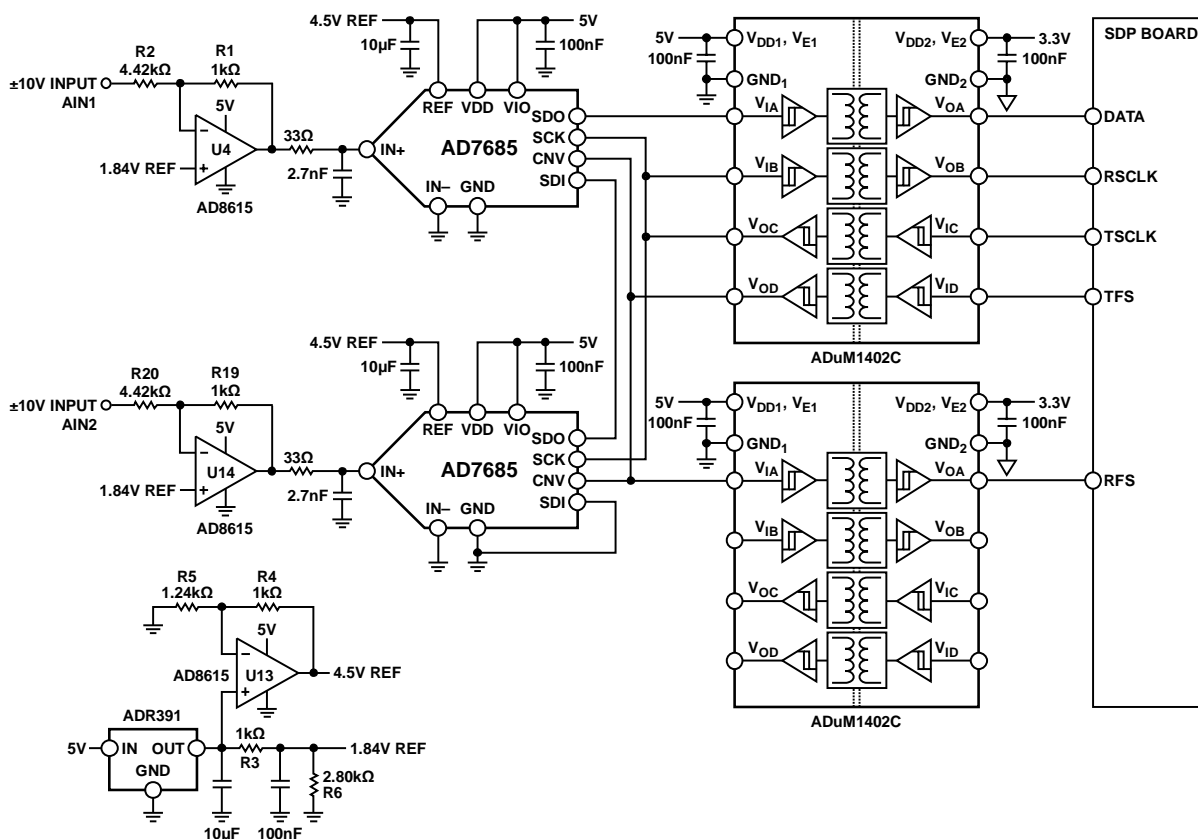 4.5V REF
10µF
5V
100nF
R2
4.42kΩ
R1
1kΩ
±10V INPUT
AIN1
5V
–
U4
+
1.84V REF
AD8615
33Ω
2.7nF
REF
VDD
VIO
IN+
AD7685
SDO
SCK
CNV
SDI
IN–
GND
5V
100nF
VDD1, VE1
VDD2, VE2
3.3V
100nF
GND1
GND2
VIA
VOA
VIB
VOB
VOC
VIC
VOD
VID
ADuM1402C
SDP BOARD
DATA
RSCLK
TSCLK
TFS
4.5V REF
10µF
5V
100nF
R20
4.42kΩ
R19
1kΩ
±10V INPUT
AIN2
5V
–
U14
+
1.84V REF
AD8615
33Ω
2.7nF
REF
VDD
VIO
IN+
AD7685
SDO
SCK
CNV
SDI
IN–
GND
5V
100nF
VDD1, VE1
VDD2, VE2
3.3V
100nF
GND1
GND2
VIA
VOA
VIB
VOB
VOC
VIC
VOD
VID
ADuM1402C
RFS
R5
1.24kΩ
R4
1kΩ
5V
–
AD8615
U13
+
4.5V REF
ADR391
5V
IN
OUT
GND
1kΩ
R3
1.84V REF
2.80kΩ
R6
10µF
100nF